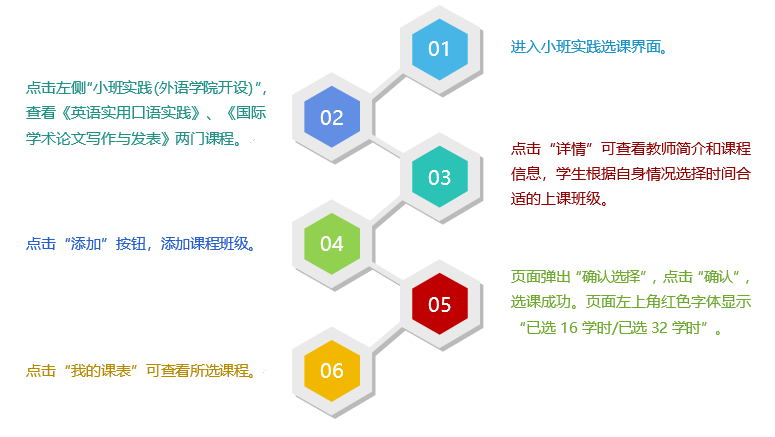 01
进入小班实践选课界面。
02
点击左侧“小班实践(外语学院开设)“，
查看《英语实用口语实践》、《国际
学术论文写作与发表》两门课程。
03
点击“详情”可查看教师简介和课程
信息，学生根据自身情况选择时间合
适的上课班级。
04
点击“添加”按钮，添加课程班级。
05
页面弹出“确认选择”，点击“确认“，
选课成功。页面左上角红色字体显示
“已选 16 学时/已选 32 学时”。
06
点击“我的课表”可查看所选课程。